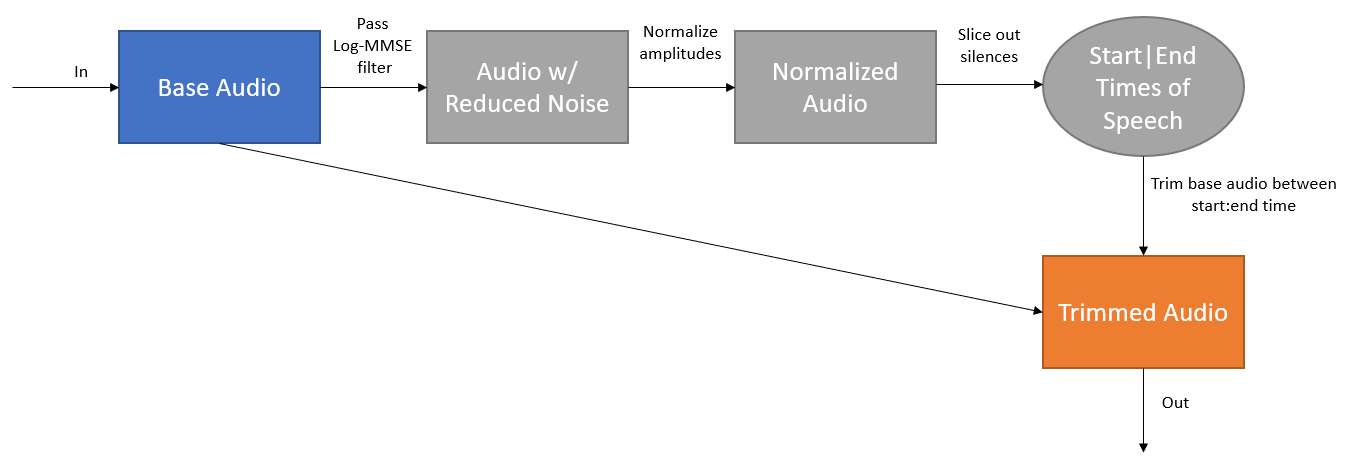 In
Base Audio
Pass
Log-MMSE
filter
Audio w/
Reduced Noise
Normalize
amplitudes
Normalized
Audio
Slice out
silences
Start|End
Times of
Speech
Trim base audio between
start:end time
Trimmed Audio
Out